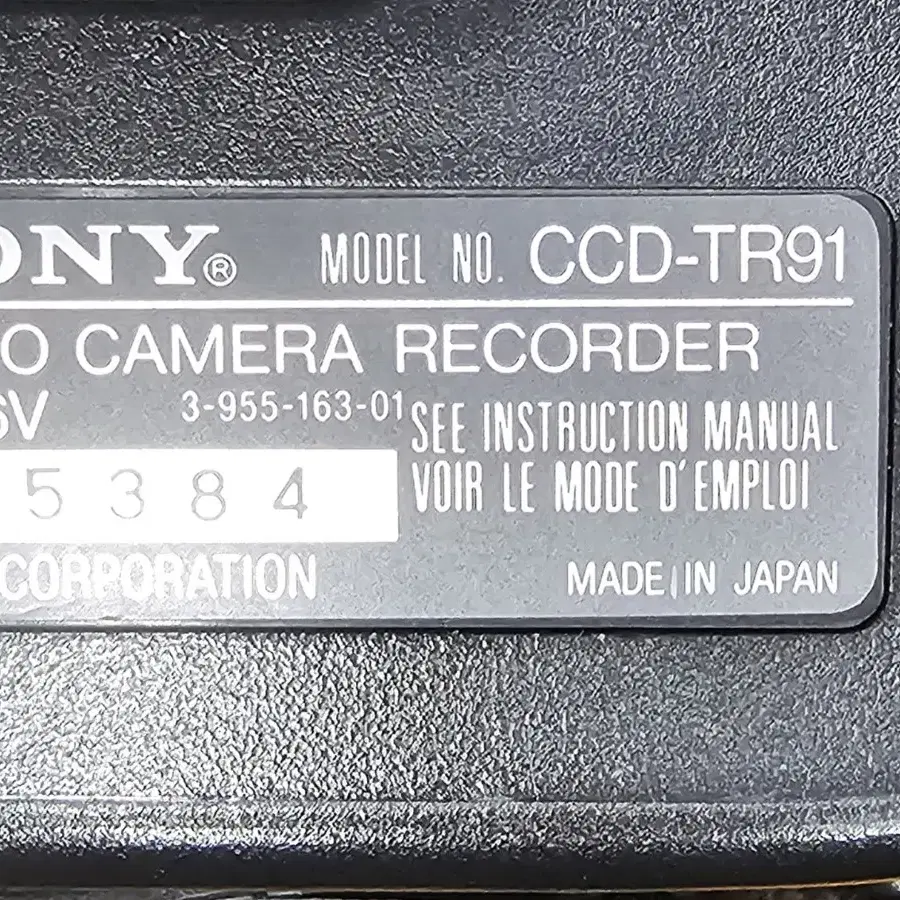 ONY® MODEL NO. CCD-TR91
O CAMERA RECORDER
6V 3-955-163-01 SEE INSTRUCTION MANUAL
5384 VOIR LE MODE D'EMPLOI
CORPORATION MADE IN JAPAN